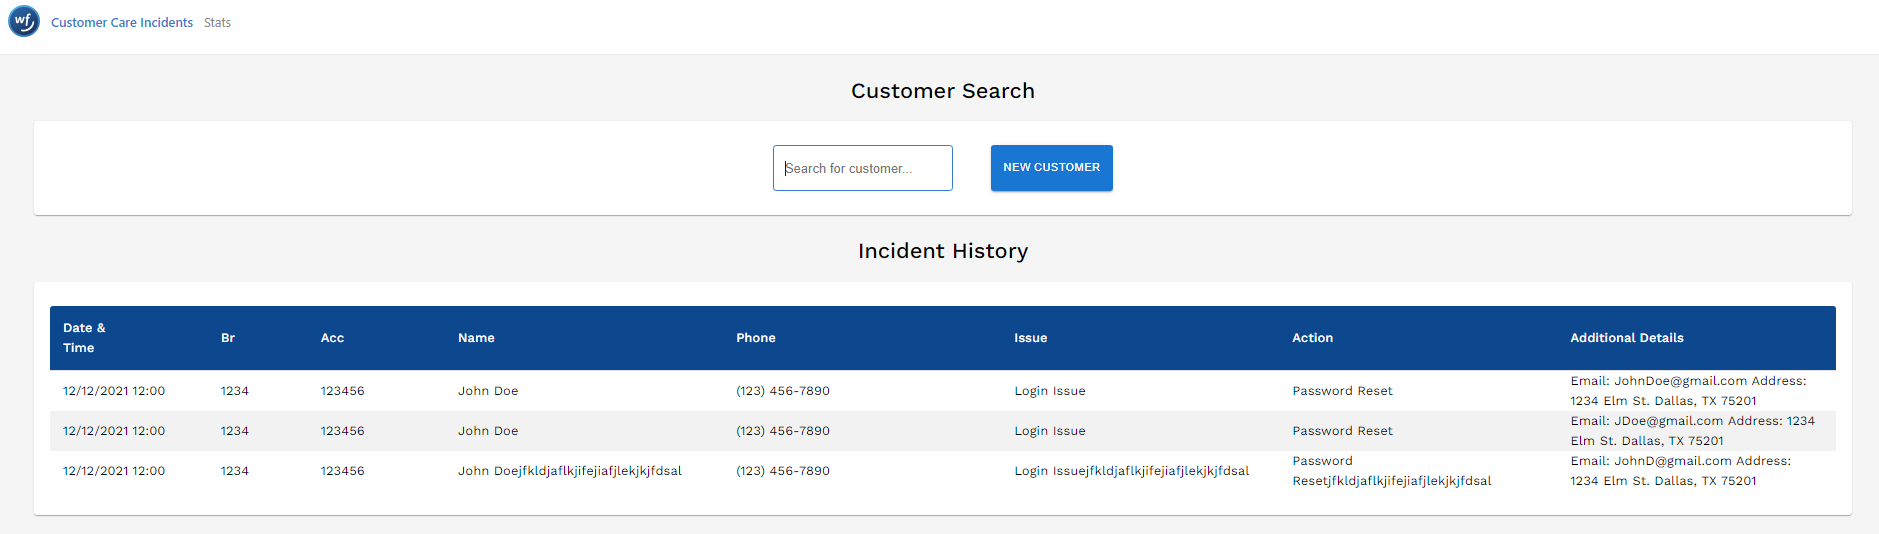 wf Customer Care Incidents Stats
Customer Search
Search for customer... NEW CUSTOMER
Incident History
Date & Time Br Acc Name Phone Issue Action Additional Details
12/12/2021 12:00 1234 123456 John Doe (123) 456-7890 Login Issue Password Reset Email: JohnDoe@gmail.com Address:
1234 Elm St. Dallas, TX 75201
12/12/2021 12:00 1234 123456 John Doe (123) 456-7890 Login Issue Password Reset Email: JDoe@gmail.com Address: 1234
Elm St. Dallas, TX 75201
12/12/2021 12:00 1234 123456 John Doejfkldjaflkjifejiafjlekjkjfdsal (123) 456-7890 Login Issuejfkldjaflkjifejiafjlekjkjfdsal Password Email: JohnD@gmail.com Address:
Resetjfkldjaflkjifejiafjlekjkjfdsal 1234 Elm St. Dallas, TX 75201